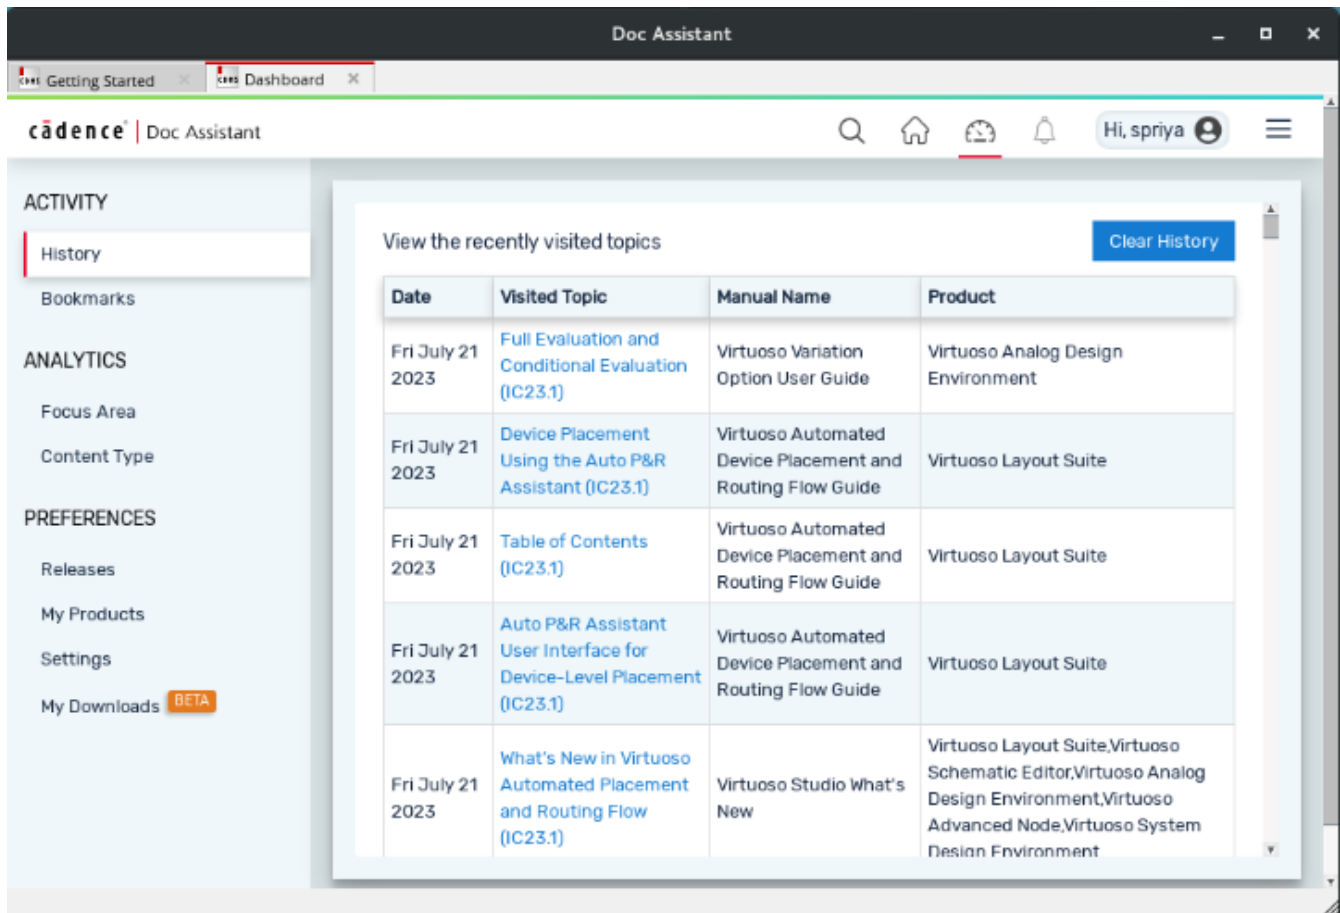 Doc Assistant
Getting Started
Dashboard
cādence | Doc Assistant
Hi, spriya
ACTIVITY
History
Bookmarks
ANALYTICS
Focus Area
Content Type
PREFERENCES
Releases
My Products
Settings
My Downloads BETA
View the recently visited topics
Clear History
Date Visited Topic Manual Name Product
Fri July 21
2023
Full Evaluation and
Conditional Evaluation
(IC23.1)
Virtuoso Variation
Option User Guide
Virtuoso Analog Design
Environment
Fri July 21
2023
Device Placement
Using the Auto P&R
Assistant (IC23.1)
Virtuoso Automated
Device Placement and
Routing Flow Guide
Virtuoso Layout Suite
Fri July 21
2023
Table of Contents
(IC23.1)
Virtuoso Automated
Device Placement and
Routing Flow Guide
Virtuoso Layout Suite
Fri July 21
2023
Auto P&R Assistant
User Interface for
Device-Level Placement
(IC23.1)
Virtuoso Automated
Device Placement and
Routing Flow Guide
Virtuoso Layout Suite
Fri July 21
2023
What's New in Virtuoso
Automated Placement
and Routing Flow
(IC23.1)
Virtuoso Studio What's
New
Virtuoso Layout Suite,Virtuoso
Schematic Editor,Virtuoso Analog
Design Environment,Virtuoso
Advanced Node,Virtuoso System
Design Environment